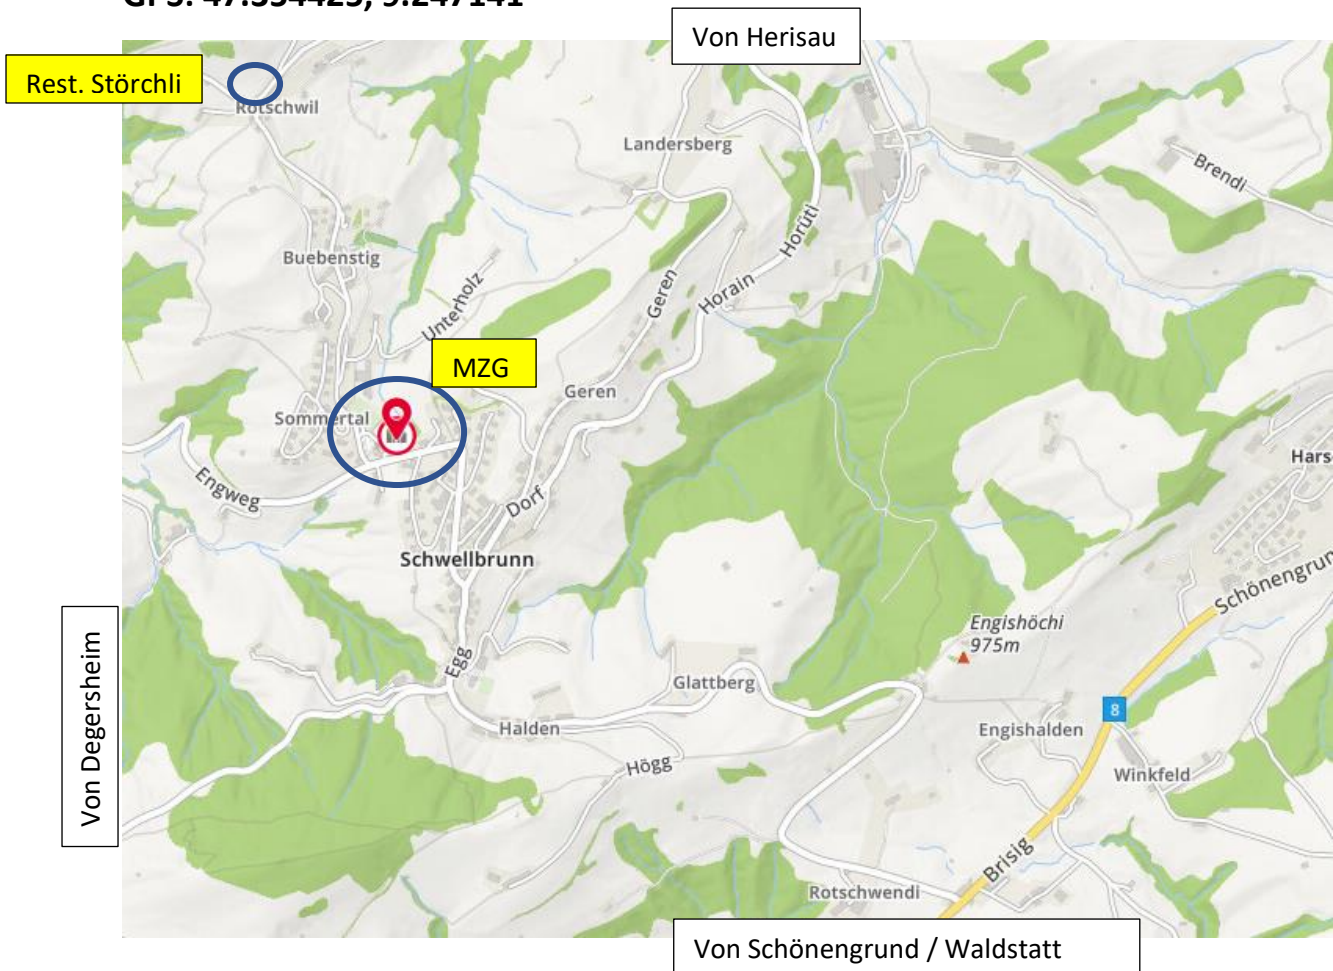 Von Herisau
Rest. Störchli
Rotschwil
Landersberg
Brendi
Horüti
Buebenstig
Unterholz
Geren
Horain
MZG
Geren
Sommertal
Engweg
Dorf
Schwellbrunn
Schönengrun
Engishöchi
975m
Von Degersheim
Egg
Glattberg
8
Halden
Engishalden
Högg
Winkfeld
Brisig
Rotschwendi
Von Schönengrund / Waldstatt